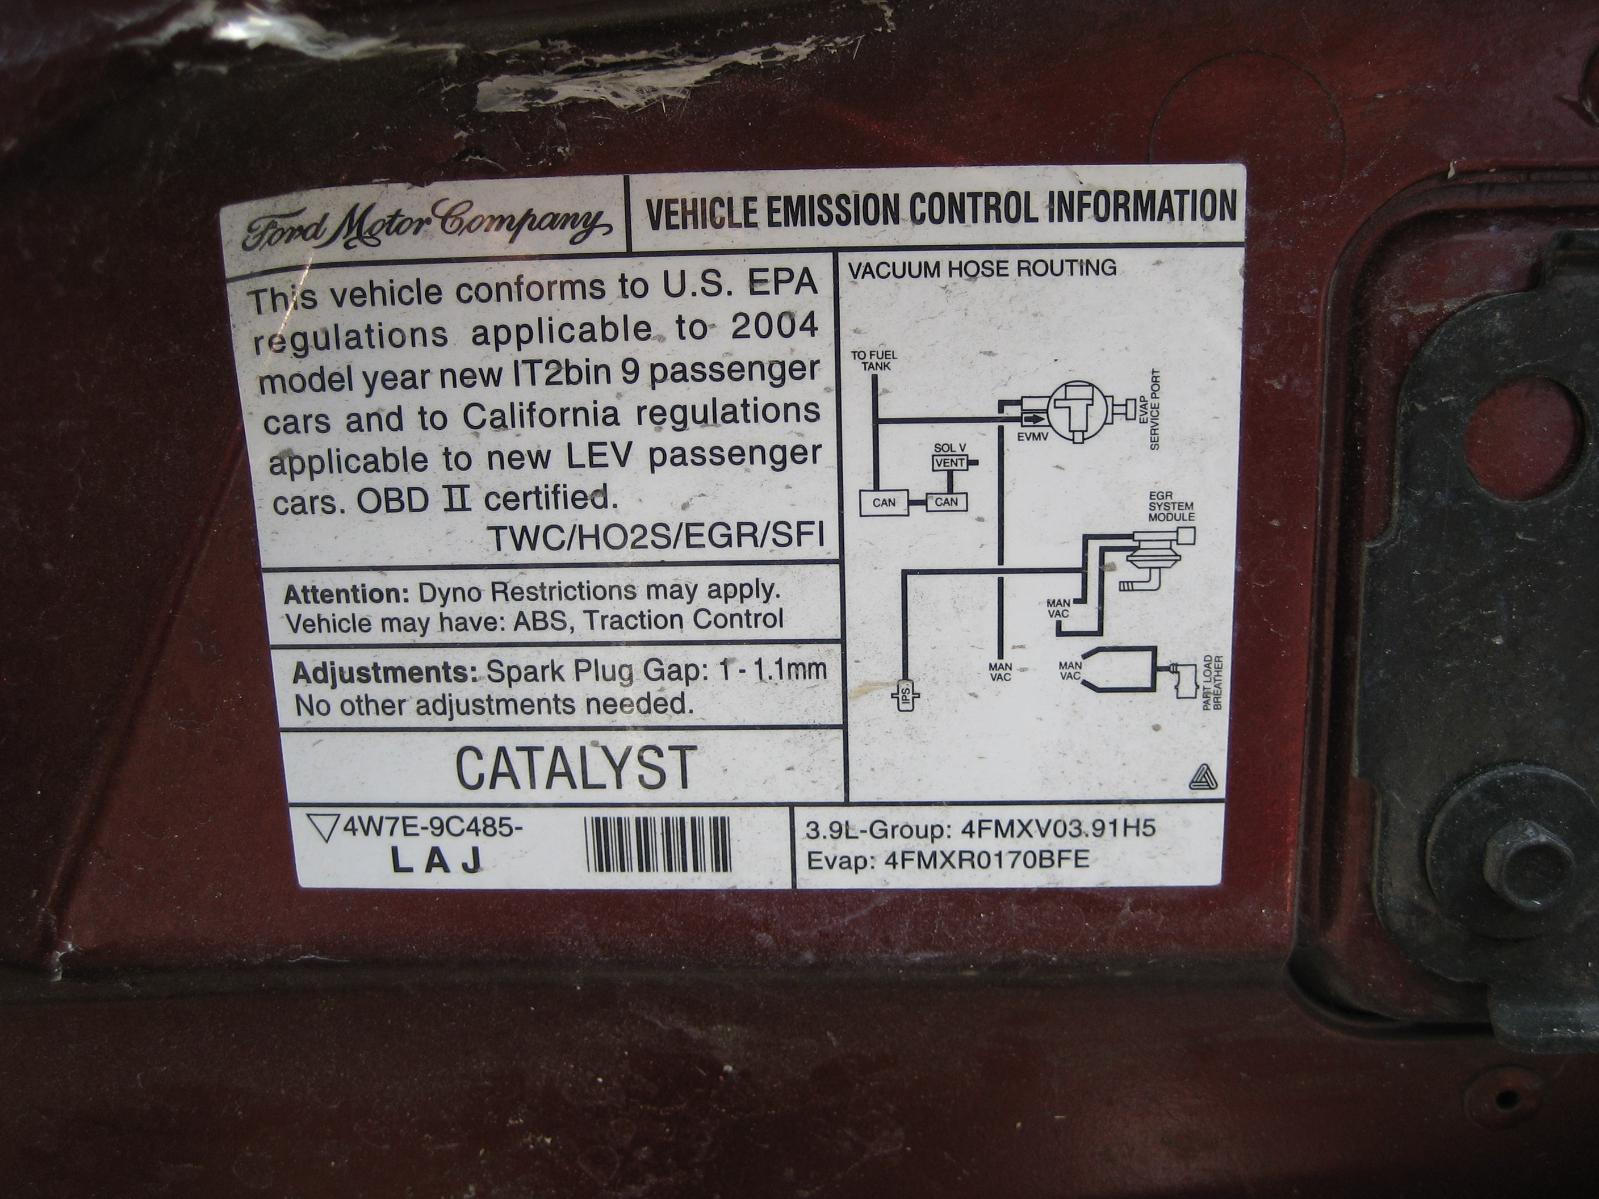 Ford Motor Company
VEHICLE EMISSION CONTROL INFORMATION
This vehicle conforms to U.S. EPA
regulations applicable to 2004
model year new IT2bin 9 passenger
cars and to California regulations
applicable to new LEV passenger
cars. OBD II certified.
TWC/HO2S/EGR/SFI
Attention: Dyno Restrictions may apply.
Vehicle may have: ABS, Traction Control
Adjustments: Spark Plug Gap: 1 - 1.1mm
No other adjustments needed.
CATALYST
4W7E-9C485-
L A J
VACUUM HOSE ROUTING
TO FUEL
TANK
EVMV
EVAP
SERVICE PORT
SOL V
VENT
CAN
CAN
EGR
SYSTEM
MODULE
MAN
VAC
MAN
VAC
MAN
VAC
IPS
PART LOAD
BREATHER
3.9L-Group: 4FMXV03.91H5
Evap: 4FMXR0170BFE